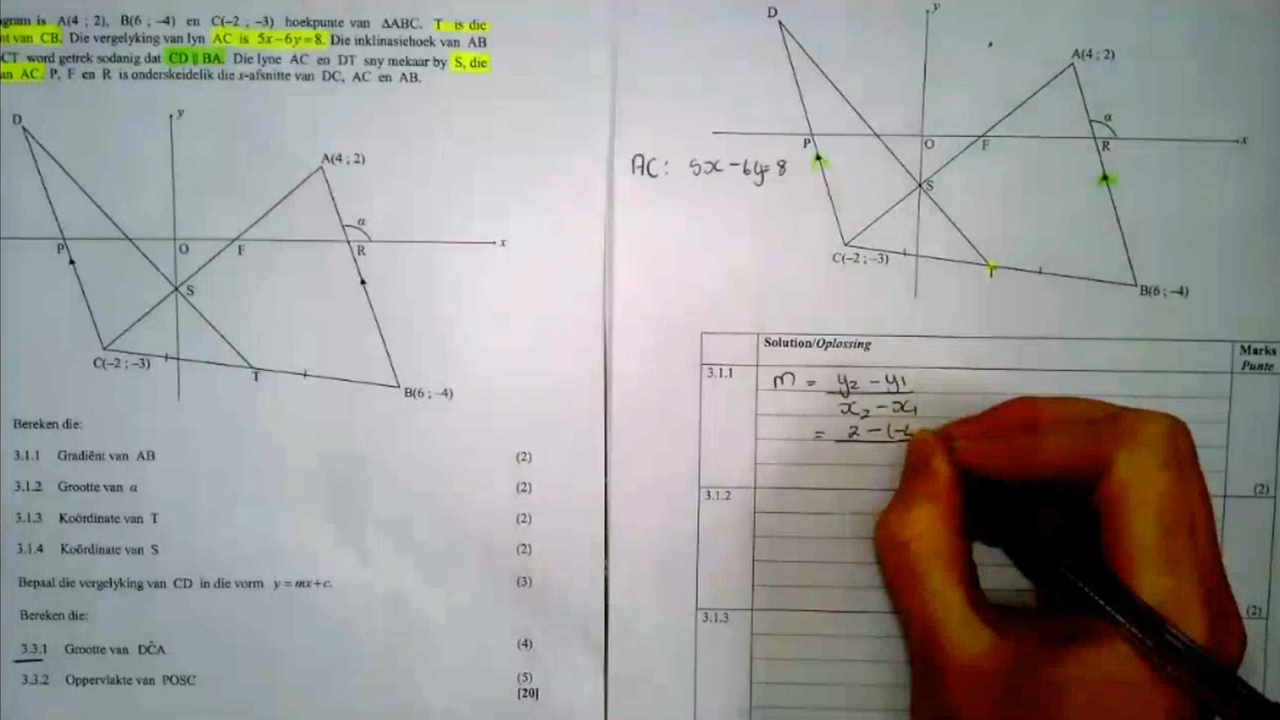 gram is A(4 ; 2), B(6 ; −4) en C(−2 ; −3) hoekpunte van ΔABC. T is die
van CB. Die vergelyking van lyn AC is 5x−6y=8. Die inklinasiehoek van AB
CT word getrek sodanig dat CD || BA. Die lyne AC en DT sny mekaar by S, die
AC. P, F en R is onderskeidelik die x-afsnitte van DC, AC en AB.
D
y
A(4 ; 2)
α
P
O
F
R
x
S
C(−2 ; −3)
T
B(6 ; −4)
Bereken die:
3.1.1 Gradiënt van AB (2)
3.1.2 Grootte van α (2)
3.1.3 Koördinate van T (2)
3.1.4 Koördinate van S (2)
Bepaal die vergelyking van CD in die vorm y = mx + c. (3)
Bereken die:
3.3.1 Grootte van DĈA (4)
3.3.2 Oppervlakte van POSC (5)
[20]
D
y
A(4 ; 2)
α
P
O
F
R
x
AC: 5x − 6y = 8
S
C(−2 ; −3)
T
B(6 ; −4)
Solution/Oplossing
Marks
Punte
3.1.1
m = y₂ − y₁
x₂ − x₁
= 2 − (−
(2)
3.1.2
(2)
3.1.3